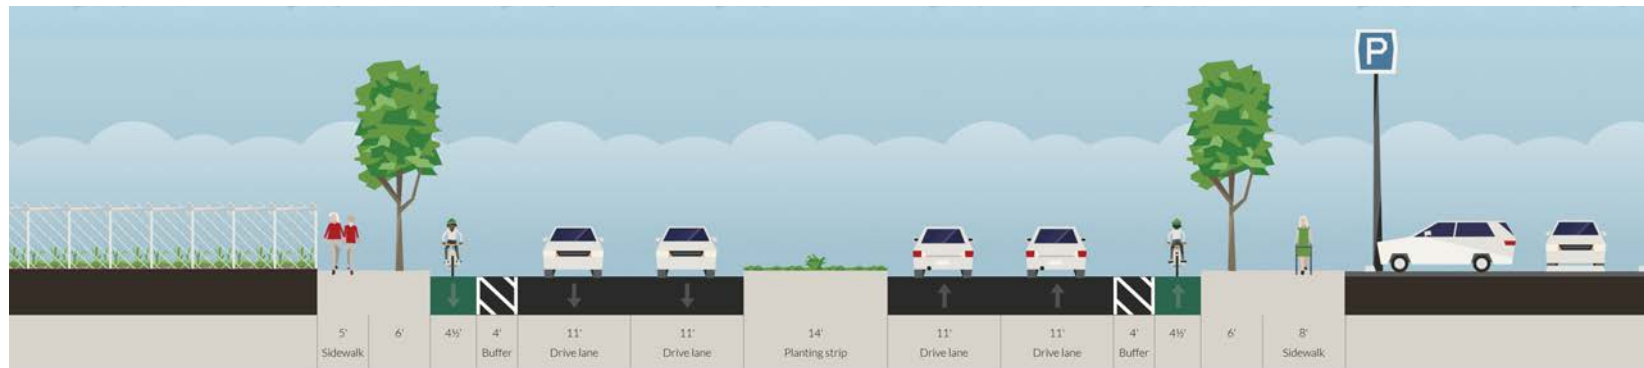 P
5' 6' 4½' 4' 11' 11' 14' 11' 11' 4' 4½' 6' 8'
Sidewalk Buffer Drive lane Drive lane Planting strip Drive lane Drive lane Buffer Sidewalk